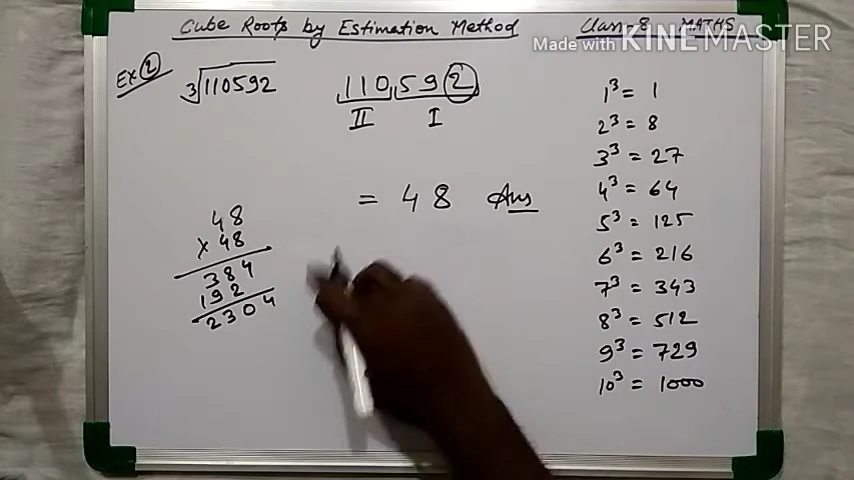 Cube Roots by Estimation Method
Class-8 MATHS
Made with KINEMASTER
Ex ②
∛110592
110,592
II I
= 48 Ans
48
×48
384
192
2304
1³ = 1
2³ = 8
3³ = 27
4³ = 64
5³ = 125
6³ = 216
7³ = 343
8³ = 512
9³ = 729
10³ = 1000